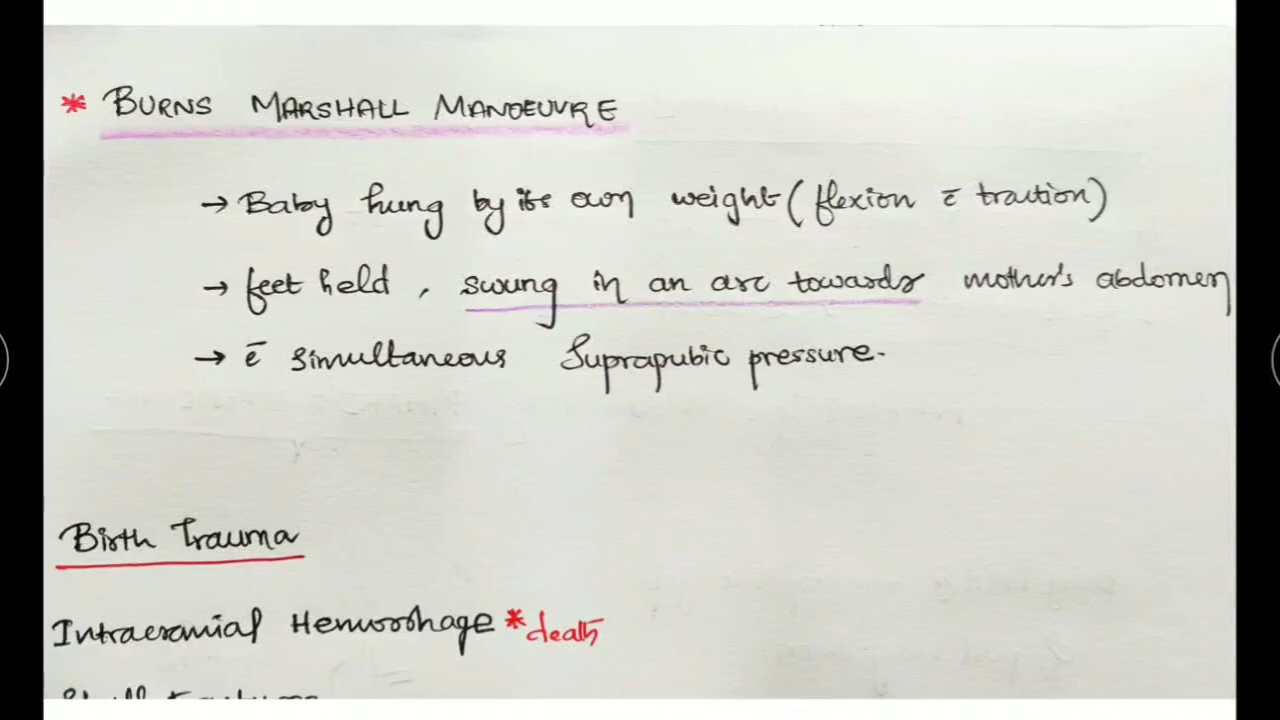 * BURNS MARSHALL MANOEUVRE
→ Baby hung by its own weight (flexion c̄ traction)
→ feet held, swung in an arc towards mother's abdomen
→ c̄ simultaneous Suprapubic pressure.
Birth Trauma
Intracranial Hemorrhage * death